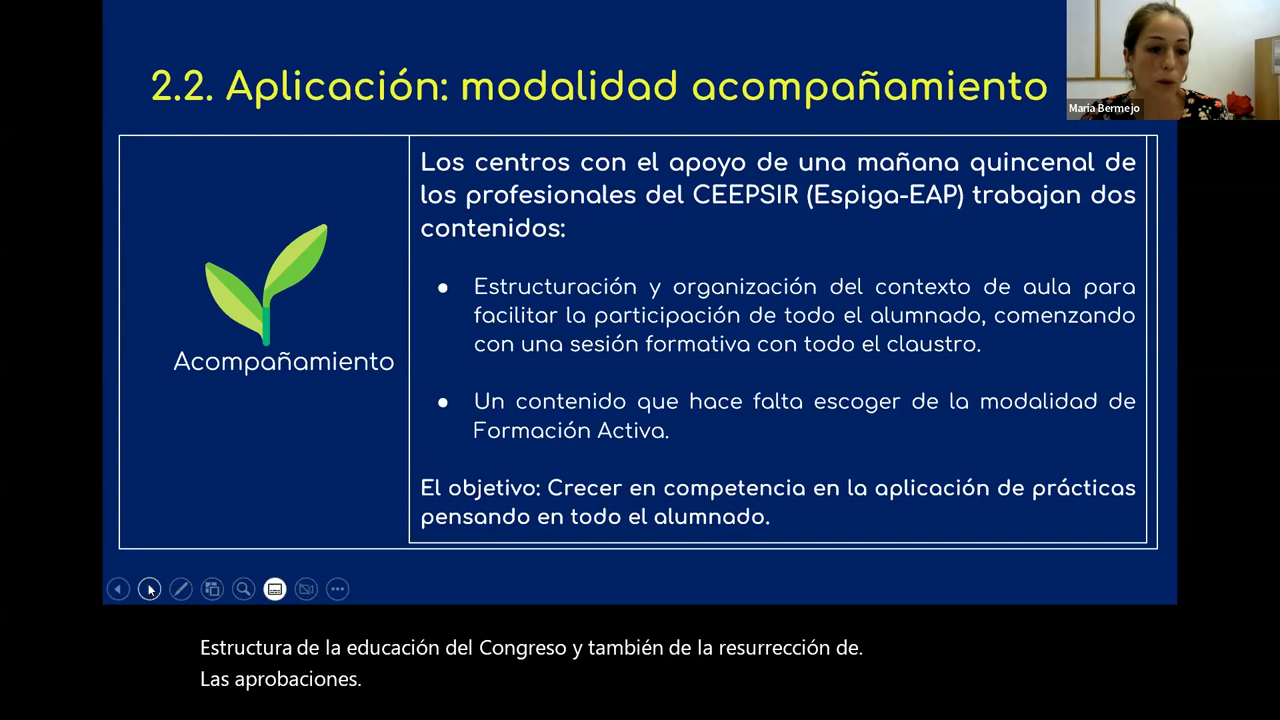 2.2. Aplicación: modalidad acompañamiento
María Bermejo
Acompañamiento
Los centros con el apoyo de una mañana quincenal de
los profesionales del CEEPSIR (Espiga-EAP) trabajan dos
contenidos:
● Estructuración y organización del contexto de aula para
facilitar la participación de todo el alumnado, comenzando
con una sesión formativa con todo el claustro.
● Un contenido que hace falta escoger de la modalidad de
Formación Activa.
El objetivo: Crecer en competencia en la aplicación de prácticas
pensando en todo el alumnado.
Estructura de la educación del Congreso y también de la resurrección de.
Las aprobaciones.